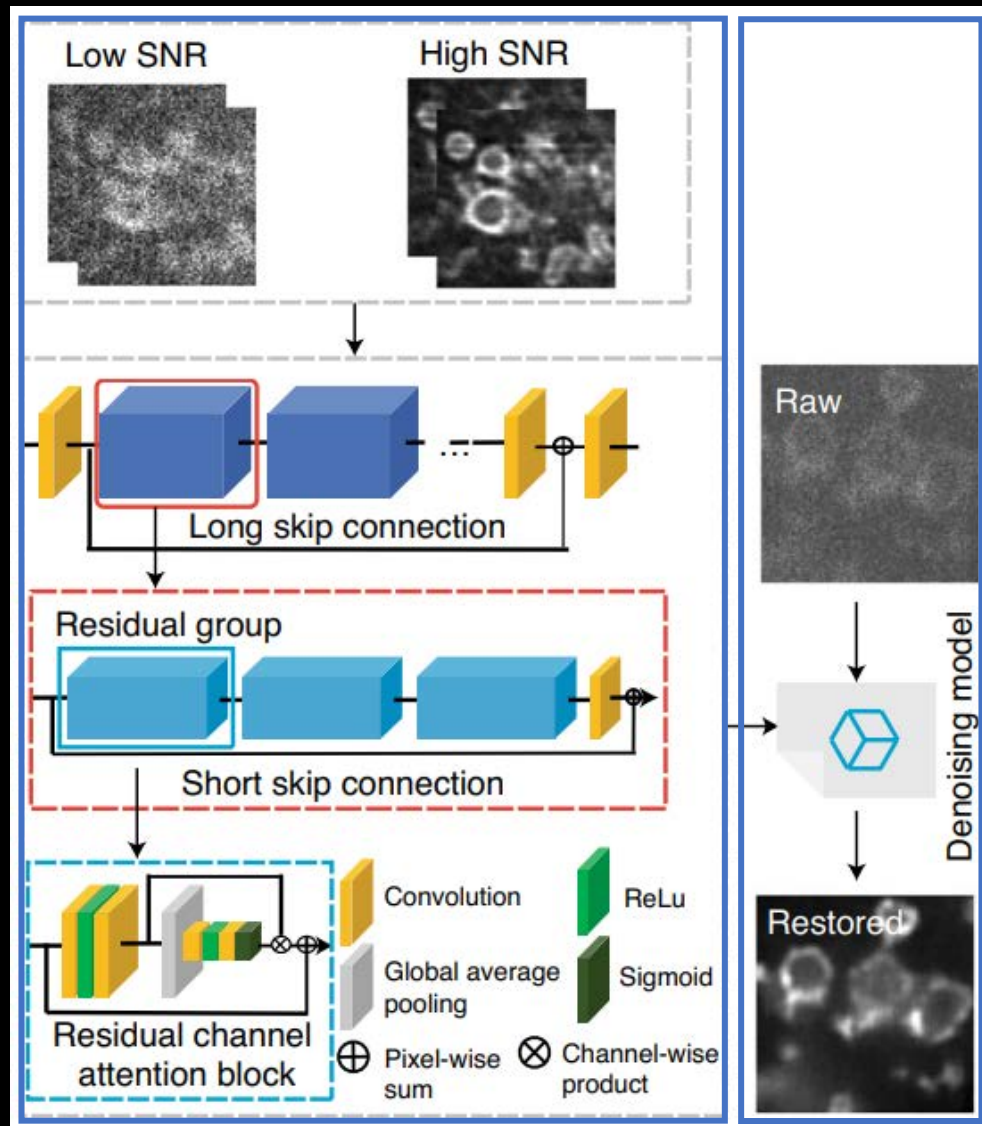 Low SNR
High SNR
...
Long skip connection
Residual group
Short skip connection
Residual channel
attention block
Convolution
ReLu
Global average
pooling
Sigmoid
Pixel-wise
sum
Channel-wise
product
Raw
Denoising model
Restored